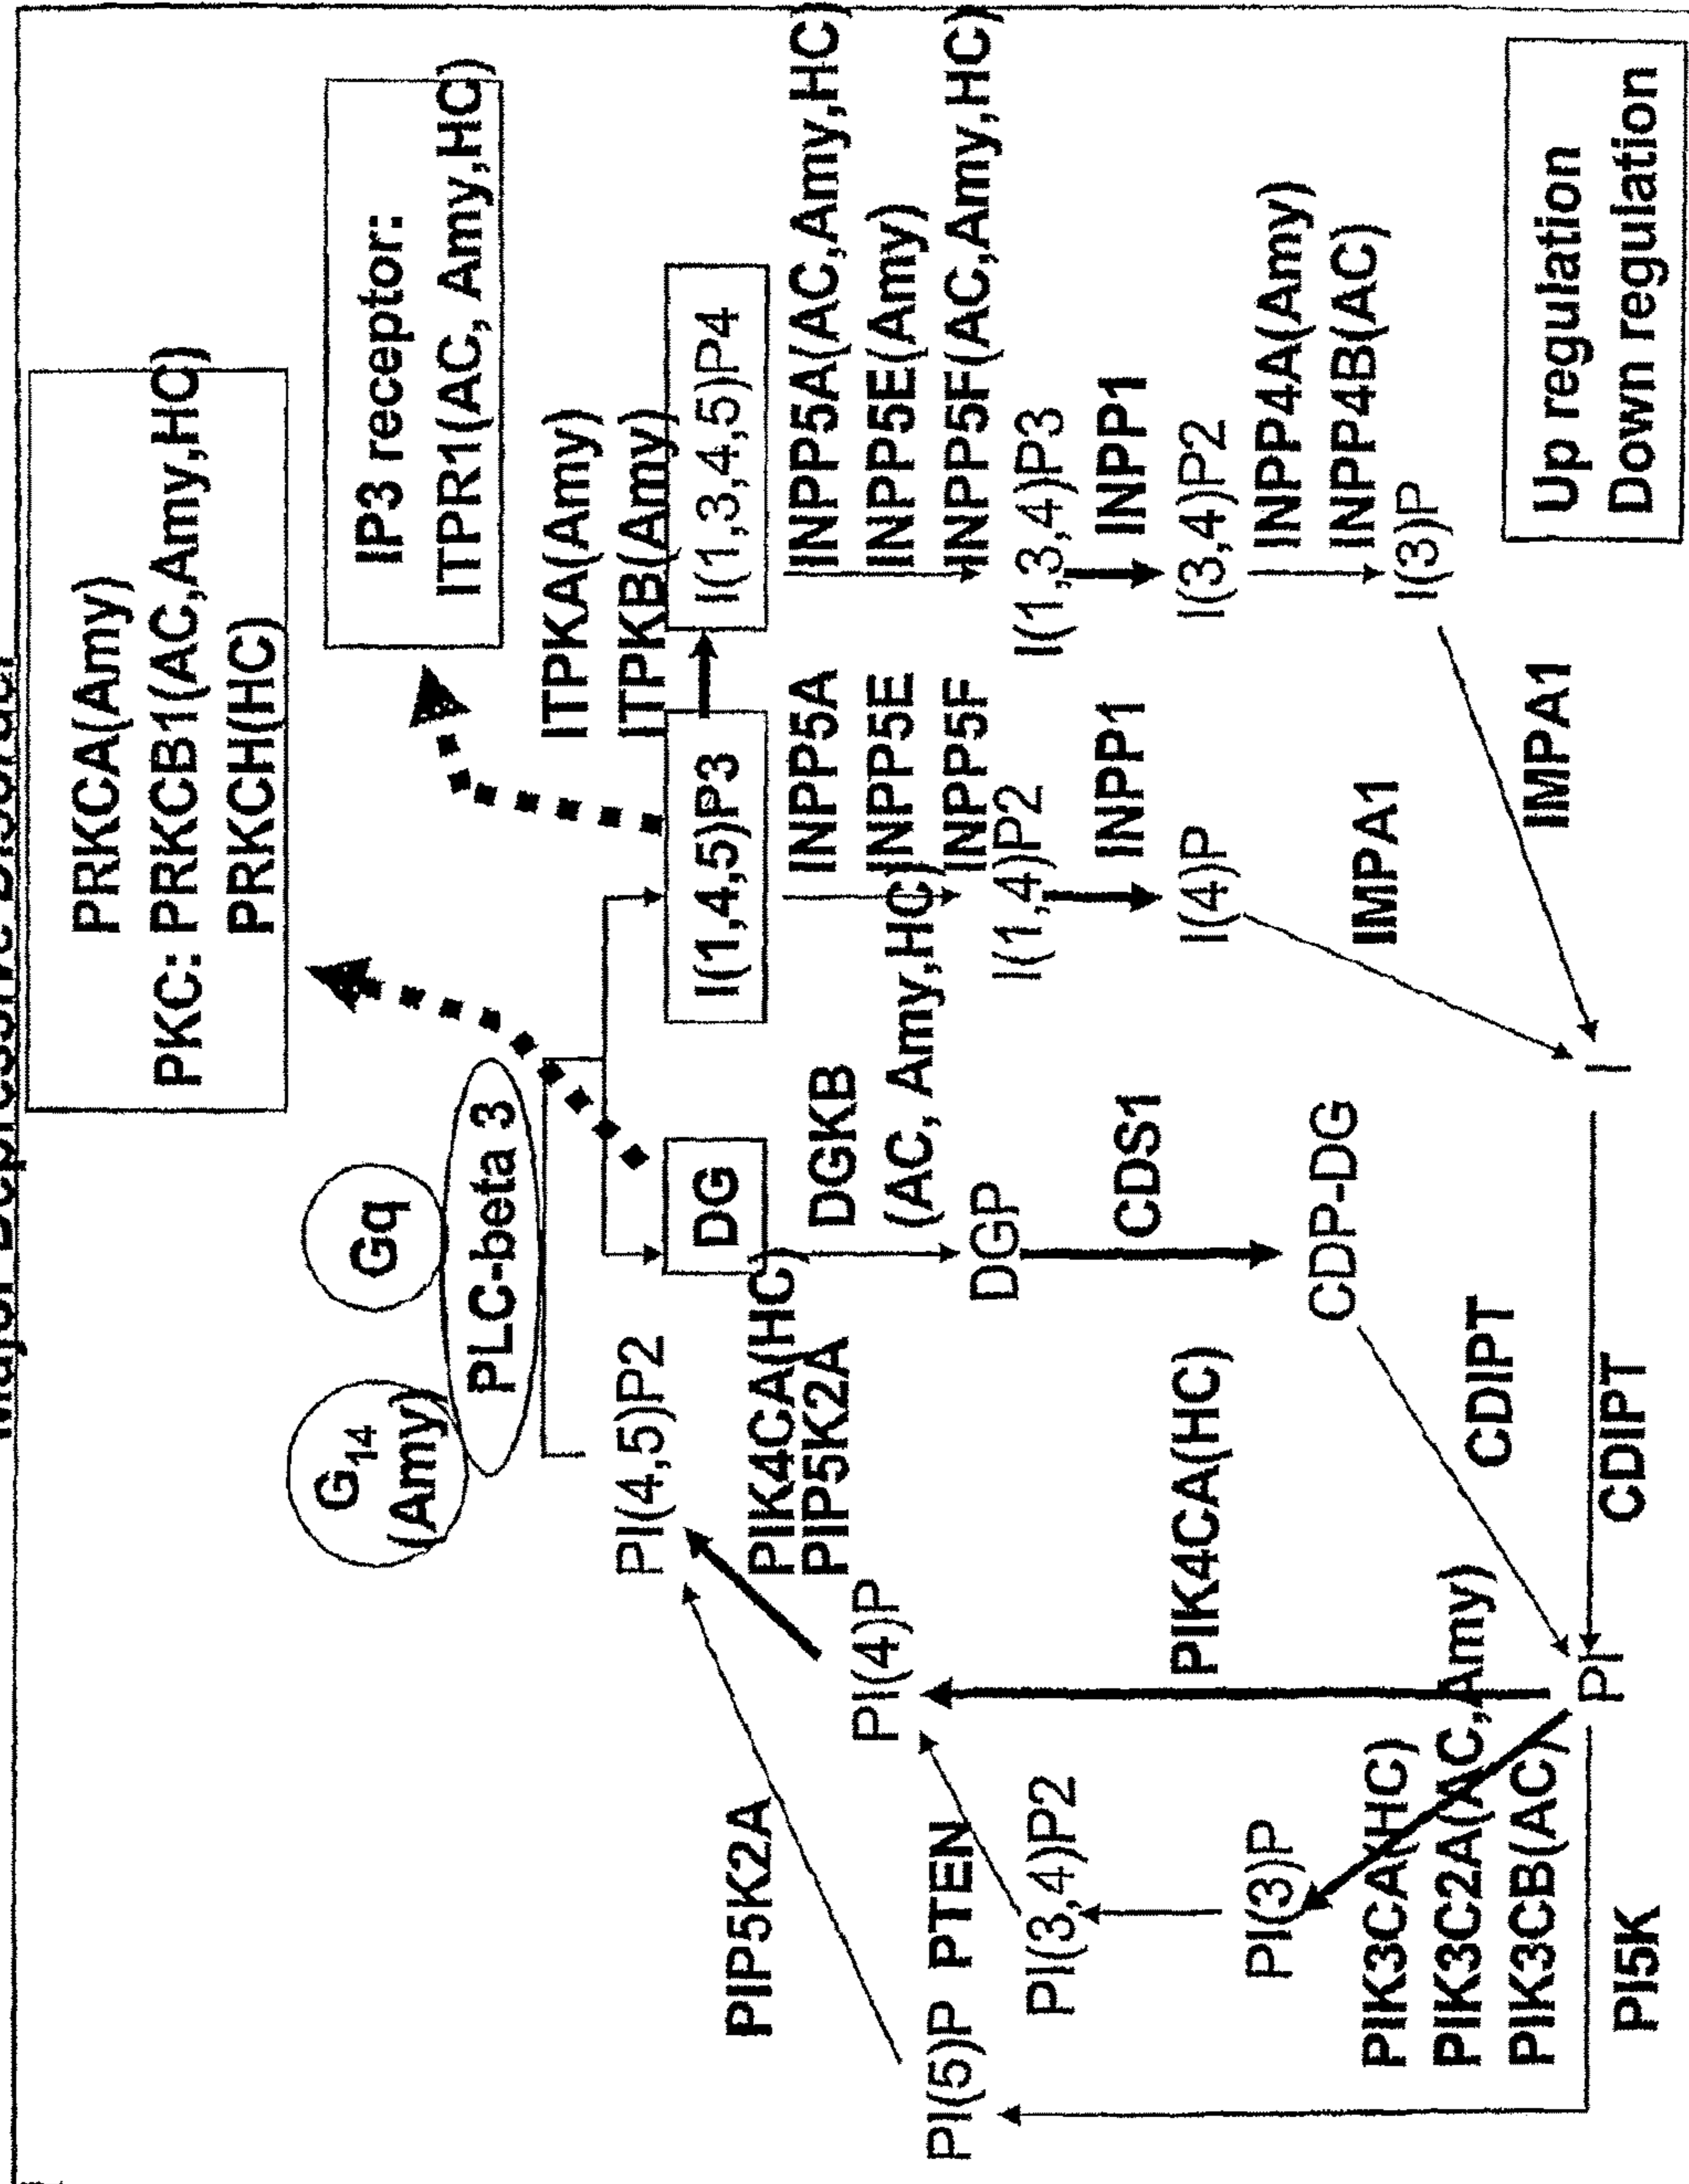 Major Depressive Disorder
PRKCA(Amy)
PKC: PRKCB1(AC,Amy,HC)
PRKCH(HC)
Gq
G14
(Amy)
PLC-beta 3
IP3 receptor:
ITPR1(AC, Amy,HC)
ITPKA(Amy)
ITPKB(Amy)
PI(4,5)P2
DG
I(1,4,5)P3
I(1,3,4,5)P4
PIP5K2A
PIK4CA(HC)
PIP5K2A
DGKB
(AC, Amy,HC)
INPP5A
INPP5E
INPP5F
INPP5A(AC,Amy,HC)
INPP5E(Amy)
INPP5F(AC,Amy,HC)
PI(4)P
PI(5)P
PTEN
DGP
I(1,4)P2
I(1,3,4)P3
PI(3,4)P2
CDS1
INPP1
INPP1
PIK4CA(HC)
I(4)P
I(3,4)P2
PI(3)P
INPP4A(Amy)
INPP4B(AC)
CDP-DG
IMPA1
I(3)P
PIK3CA(HC)
PIK3C2A(AC,Amy)
PIK3CB(AC)
CDIPT
IMPA1
PI
I
PI5K
CDIPT
Up regulation
Down regulation